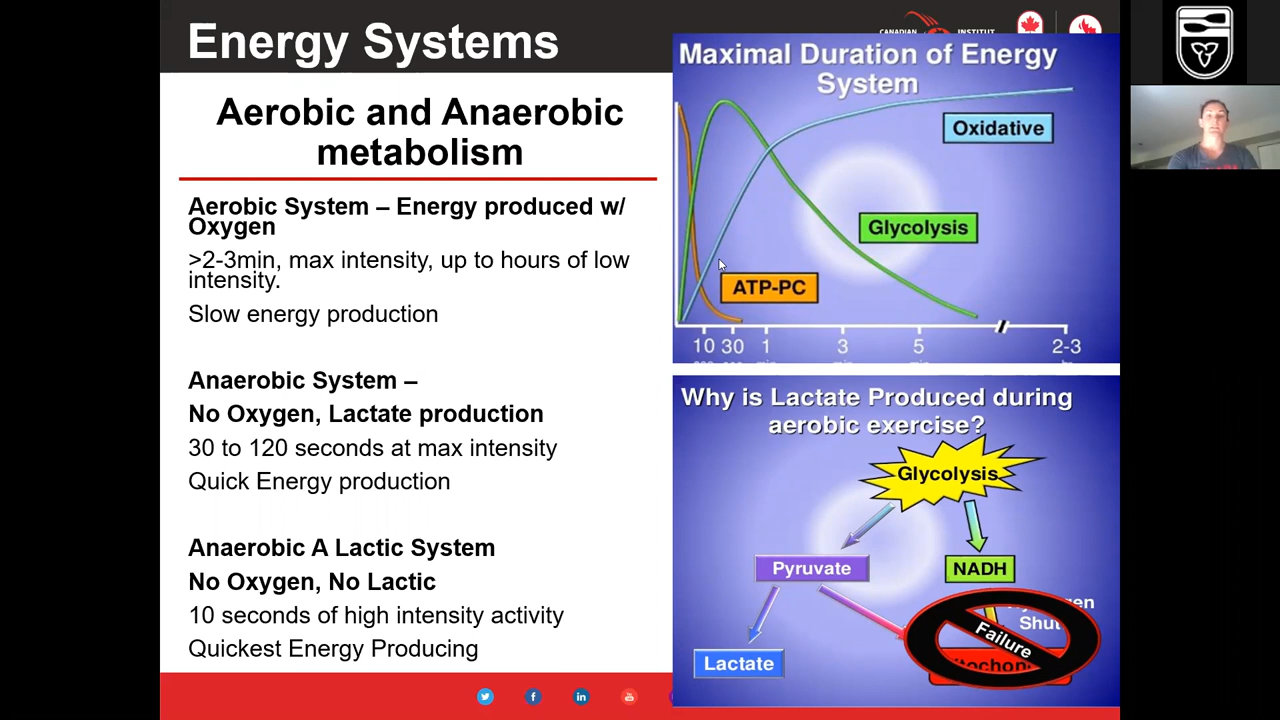 Energy Systems
CANADIAN INSTITUT
Aerobic and Anaerobic
metabolism
Aerobic System – Energy produced w/
Oxygen
>2-3min, max intensity, up to hours of low
intensity.
Slow energy production
Anaerobic System –
No Oxygen, Lactate production
30 to 120 seconds at max intensity
Quick Energy production
Anaerobic A Lactic System
No Oxygen, No Lactic
10 seconds of high intensity activity
Quickest Energy Producing
Maximal Duration of Energy
System
Oxidative
Glycolysis
ATP-PC
10 30 1 3 5 2-3
Why is Lactate Produced during
aerobic exercise?
Glycolysis
Pyruvate
NADH
Shut
Failure
Lactate